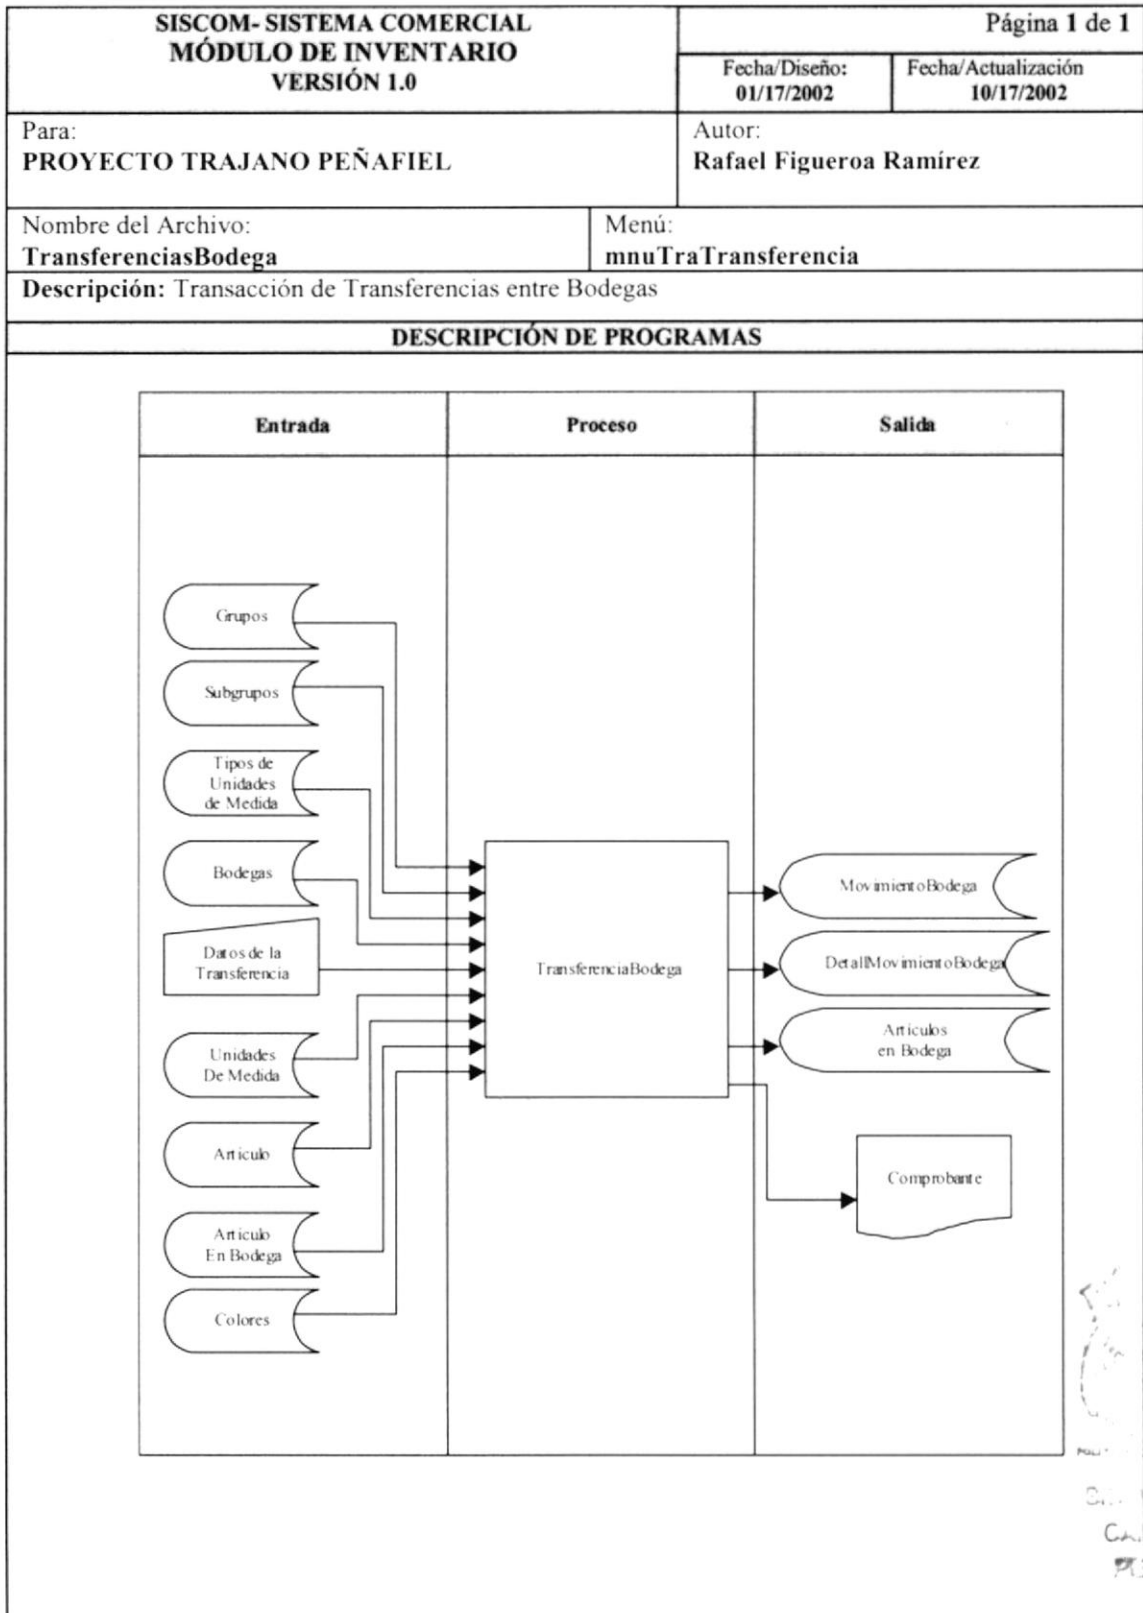 SISCOM- SISTEMA COMERCIAL
MÓDULO DE INVENTARIO
VERSIÓN 1.0
Página 1 de 1
Fecha/Diseño:
01/17/2002
Fecha/Actualización
10/17/2002
Para:
PROYECTO TRAJANO PEÑAFIEL
Autor:
Rafael Figueroa Ramírez
Nombre del Archivo:
TransferenciasBodega
Menú:
mnuTraTransferencia
Descripción: Transacción de Transferencias entre Bodegas
DESCRIPCIÓN DE PROGRAMAS
Entrada
Proceso
Salida
Grupos
Subgrupos
Tipos de
Unidades
de Medida
Bodegas
Datos de la
Transferencia
Unidades
De Medida
Articulo
Articulo
En Bodega
Colores
TransferenciaBodega
MovimientoBodega
DetallMovimientoBodega
Articulos
en Bodega
Comprobante